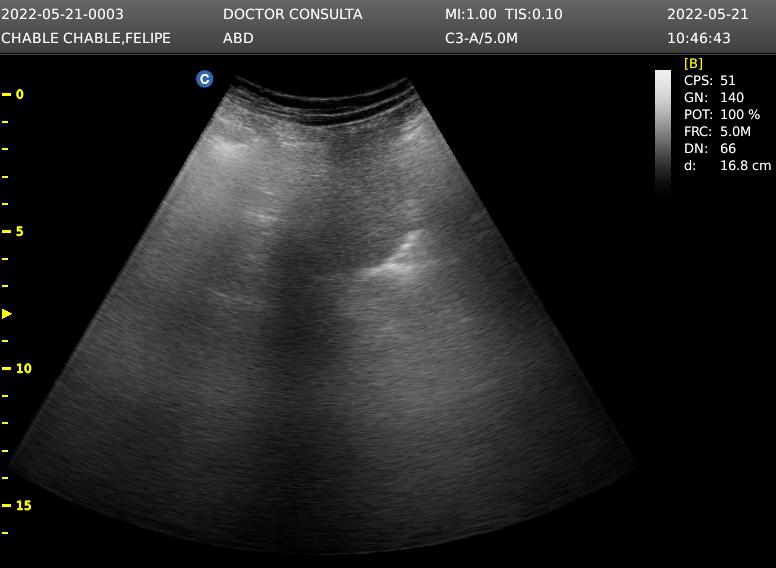 2022-05-21-0003 DOCTOR CONSULTA MI:1.00 TIS:0.10 2022-05-21
CHABLE CHABLE,FELIPE ABD C3-A/5.0M 10:46:43
C
[B]
CPS: 51
GN: 140
POT: 100 %
FRC: 5.0M
DN: 66
d: 16.8 cm
0
5
10
15